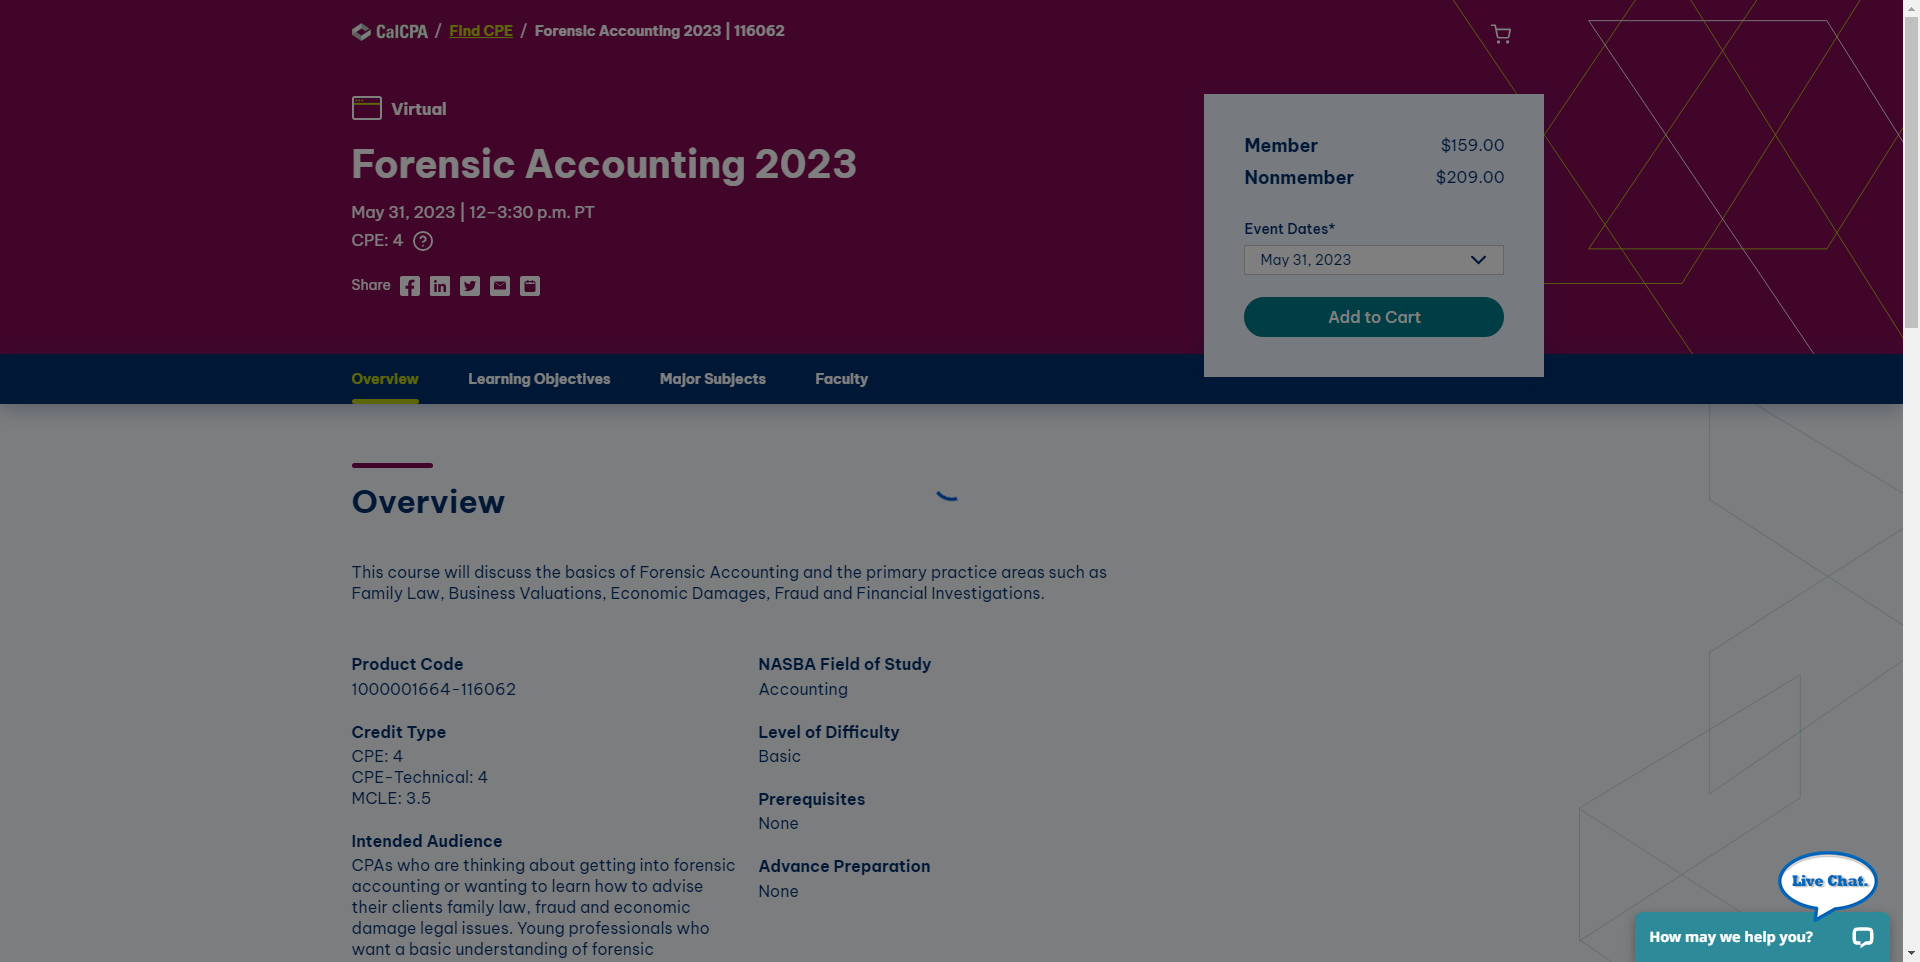 CalCPA / Find CPE / Forensic Accounting 2023 | 116062
Virtual
Forensic Accounting 2023
May 31, 2023 | 12–3:30 p.m. PT
CPE: 4 ?
Share
Member $159.00
Nonmember $209.00
Event Dates*
May 31, 2023
Add to Cart
Overview Learning Objectives Major Subjects Faculty
Overview
This course will discuss the basics of Forensic Accounting and the primary practice areas such as
Family Law, Business Valuations, Economic Damages, Fraud and Financial Investigations.
Product Code
1000001664-116062
Credit Type
CPE: 4
CPE-Technical: 4
MCLE: 3.5
Intended Audience
CPAs who are thinking about getting into forensic
accounting or wanting to learn how to advise
their clients family law, fraud and economic
damage legal issues. Young professionals who
want a basic understanding of forensic
NASBA Field of Study
Accounting
Level of Difficulty
Basic
Prerequisites
None
Advance Preparation
None
Live Chat.
How may we help you?